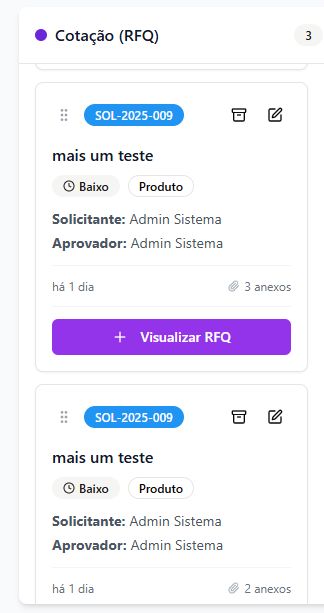 Cotação (RFQ) 3
SOL-2025-009
mais um teste
Baixo Produto
Solicitante: Admin Sistema
Aprovador: Admin Sistema
há 1 dia 3 anexos
+ Visualizar RFQ
SOL-2025-009
mais um teste
Baixo Produto
Solicitante: Admin Sistema
Aprovador: Admin Sistema
há 1 dia 2 anexos